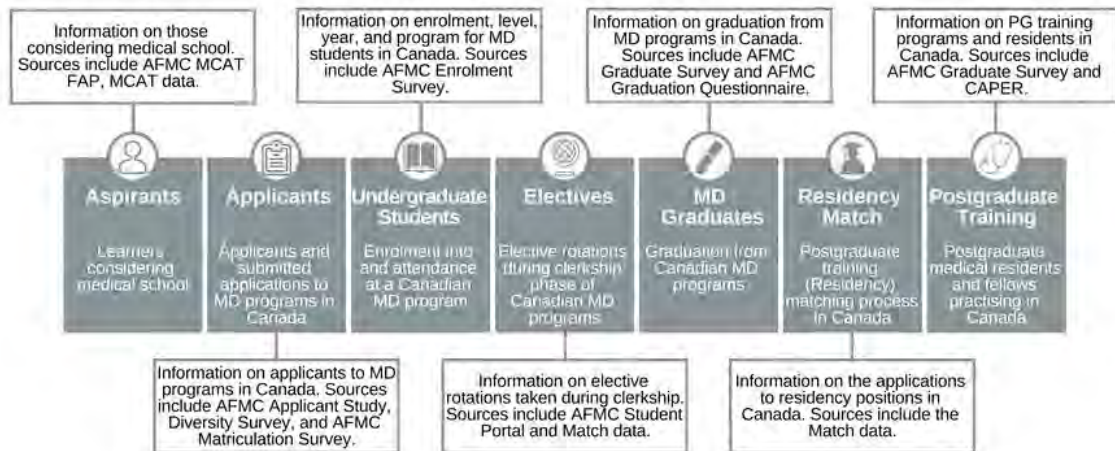 Information on those
considering medical school.
Sources include AFMC MCAT
FAP, MCAT data.
Information on enrolment, level,
year, and program for MD
students in Canada. Sources
include AFMC Enrolment
Survey.
Information on graduation from
MD programs in Canada.
Sources include AFMC
Graduate Survey and AFMC
Graduation Questionnaire.
Information on PG training
programs and residents in
Canada. Sources include
AFMC Graduate Survey and
CAPER.
Aspirants
Learners
considering
medical school
Applicants
Applicants and
submitted
applications to
MD programs in
Canada
Undergraduate
Students
Enrolment into
and attendance
at a Canadian
MD program
Electives
Elective rotations
during clerkship
phase of
Canadian MD
programs
MD
Graduates
Graduation from
Canadian MD
programs
Residency
Match
Postgraduate
training
(Residency)
matching process
in Canada
Postgraduate
Training
Postgraduate
medical residents
and fellows
practising in
Canada
Information on applicants to MD
programs in Canada. Sources
include AFMC Applicant Study,
Diversity Survey, and AFMC
Matriculation Survey.
Information on elective
rotations taken during clerkship.
Sources include AFMC Student
Portal and Match data.
Information on the applications
to residency positions in
Canada. Sources include the
Match data.